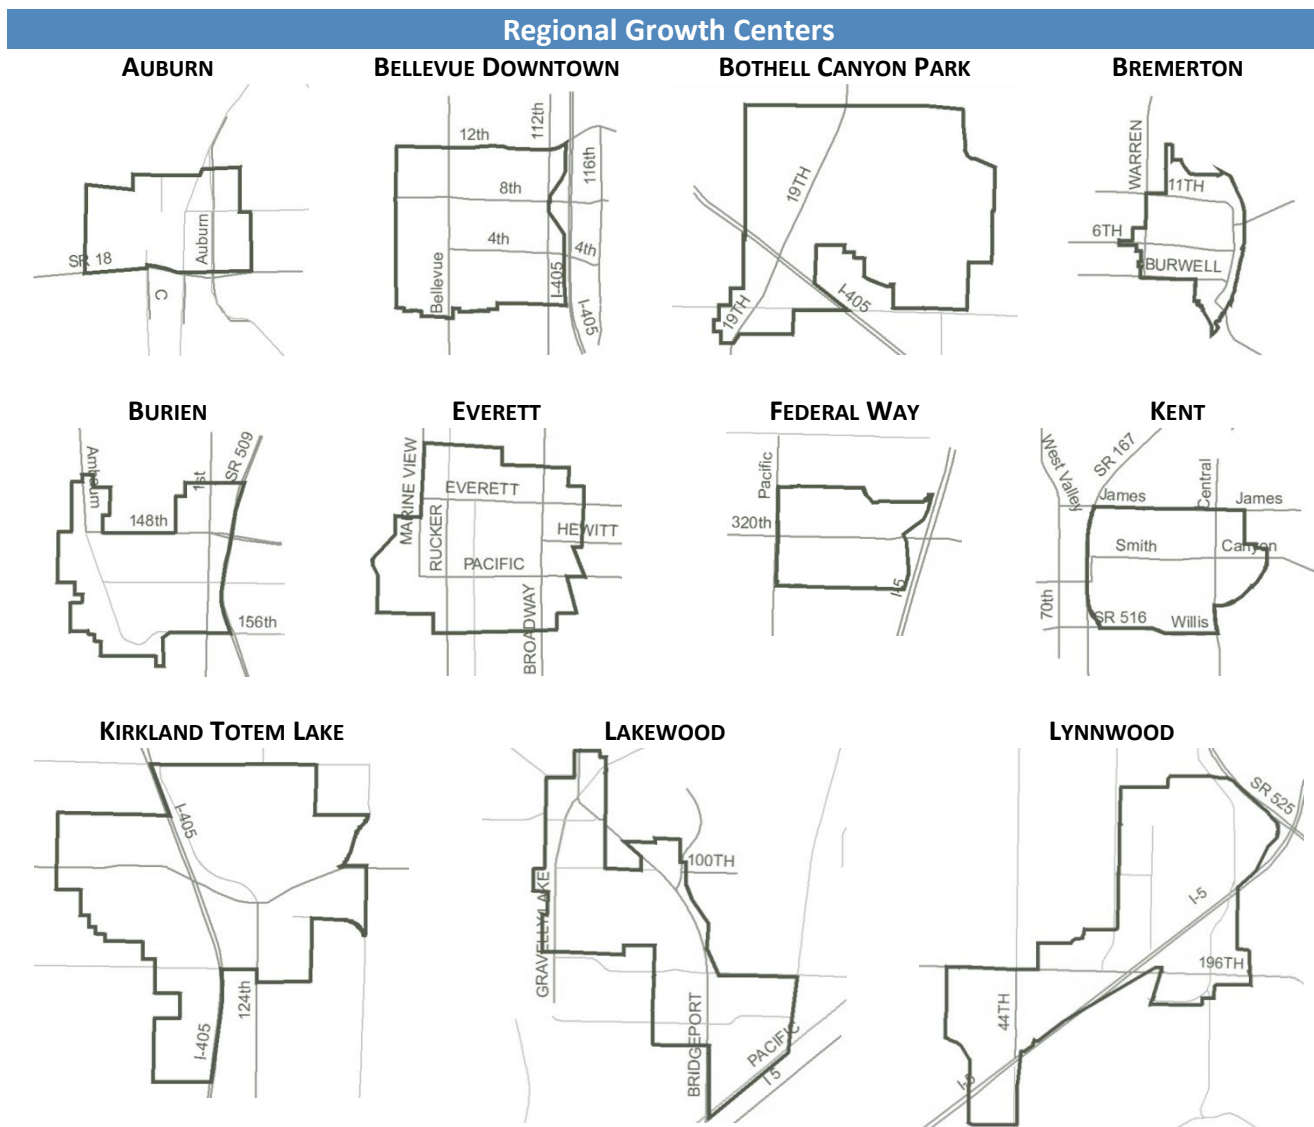 Regional Growth Centers
AUBURN
BELLEVUE DOWNTOWN
BOTHELL CANYON PARK
BREMERTON
SR 18
Auburn
C
12th
112th
116th
8th
4th
4th
Bellevue
I-405
I-405
19TH
19TH
I-405
WARREN
11TH
6TH
BURWELL
BURIEN
EVERETT
FEDERAL WAY
KENT
Ambaum
1st
SR 509
148th
156th
MARINE VIEW
EVERETT
RUCKER
HEWITT
PACIFIC
BROADWAY
Pacific
320th
I-5
West Valley
SR 167
Central
James
James
Smith
Canyon
70th
SR 516
Willis
KIRKLAND TOTEM LAKE
LAKEWOOD
LYNNWOOD
I-405
124th
I-405
100TH
GRAVELLY LAKE
BRIDGEPORT
PACIFIC
I 5
SR 525
I-5
196TH
44TH
I-5